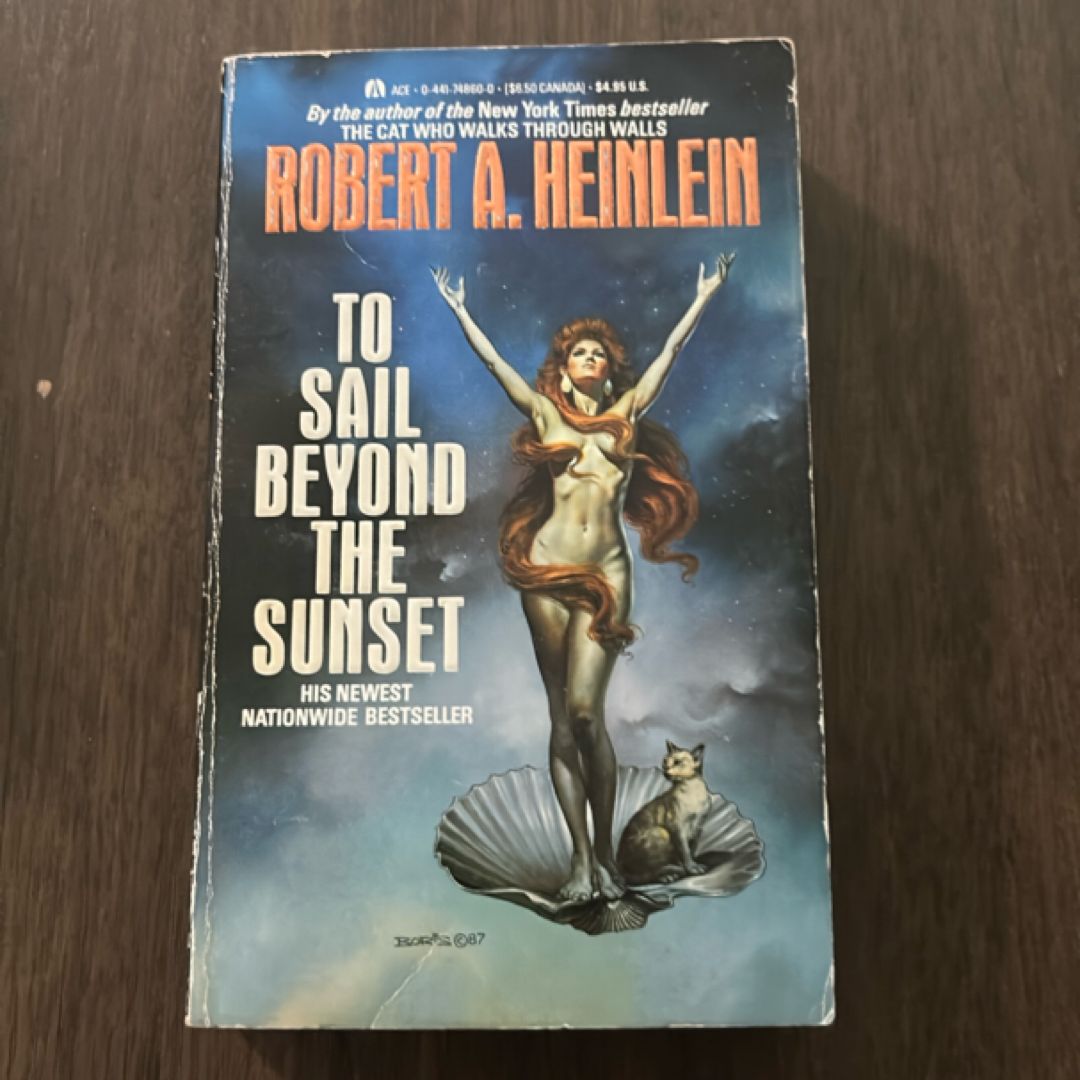 ACE · 0-441-74860-0 · [$6.50 CANADA] · $4.95 U.S.
By the author of the New York Times bestseller
THE CAT WHO WALKS THROUGH WALLS
ROBERT A. HEINLEIN
TO
SAIL
BEYOND
THE
SUNSET
HIS NEWEST
NATIONWIDE BESTSELLER
BORIS ©87